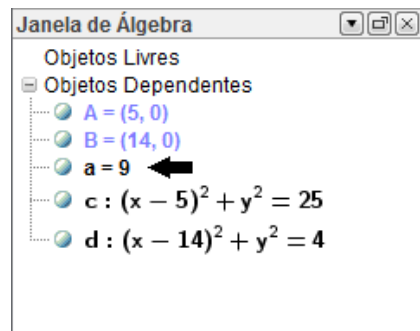 Janela de Álgebra
Objetos Livres
Objetos Dependentes
A = (5, 0)
B = (14, 0)
a = 9
c : (x − 5)² + y² = 25
d : (x − 14)² + y² = 4